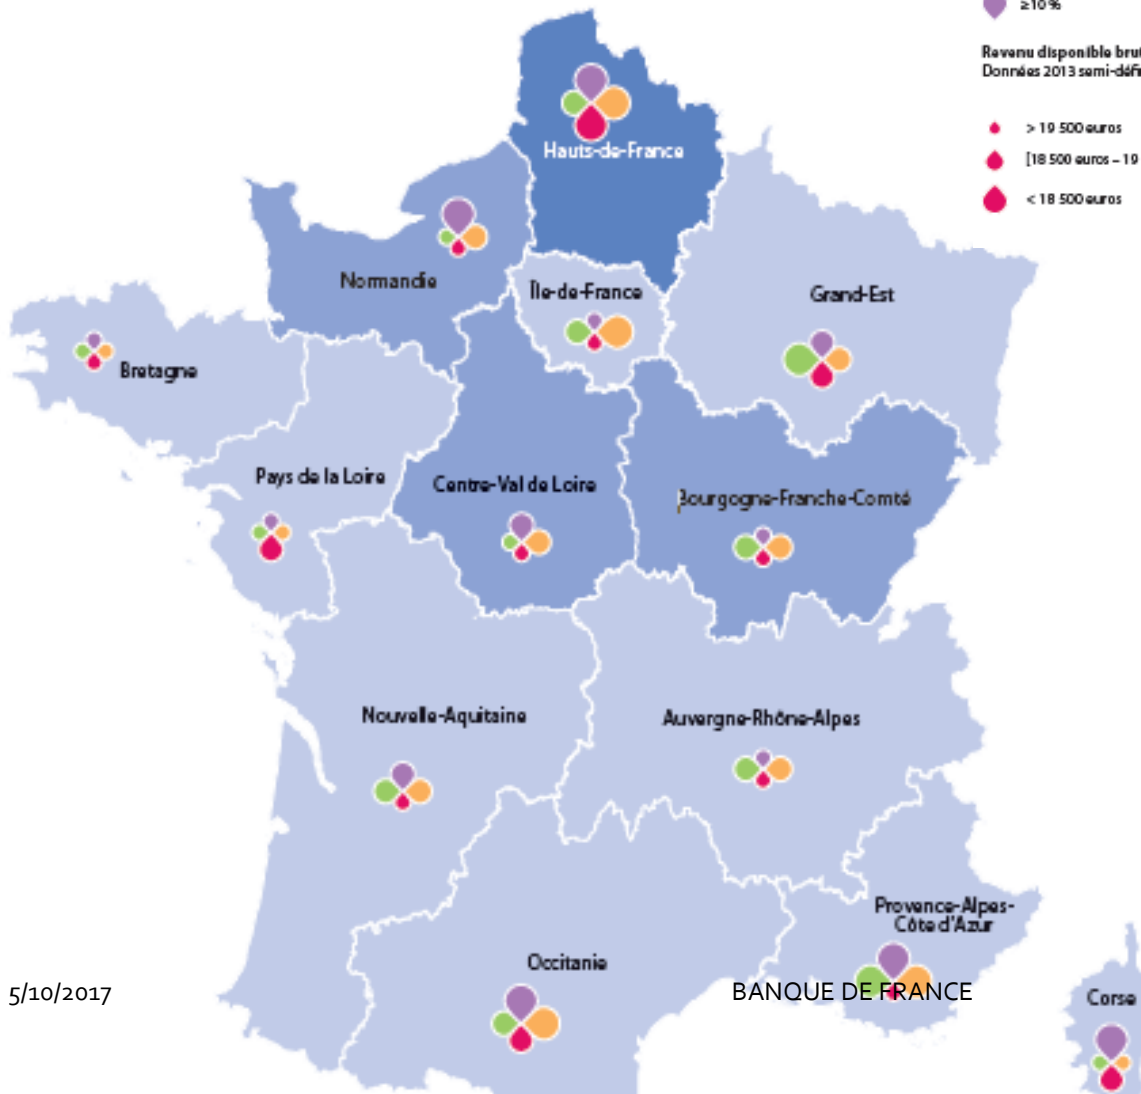 ≥10 %
Revenu disponible brut
Données 2013 semi-défi
> 19 500 euros
[18 500 euros – 19
< 18 500 euros
Hauts-de-France
Normandie
Île-de-France
Grand-Est
Bretagne
Pays de la Loire
Centre-Val de Loire
Bourgogne-Franche-Comté
Nouvelle-Aquitaine
Auvergne-Rhône-Alpes
Provence-Alpes-
Côte d'Azur
Occitanie
Corse
5/10/2017
BANQUE DE FRANCE